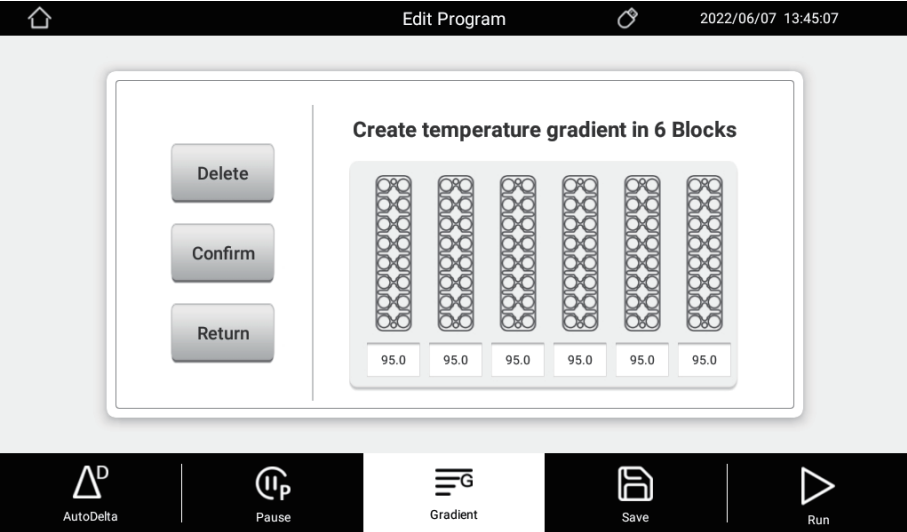 Edit Program
2022/06/07 13:45:07
Delete
Confirm
Return
Create temperature gradient in 6 Blocks
95.0 95.0 95.0 95.0 95.0 95.0
D
AutoDelta
P
Pause
G
Gradient
Save
Run